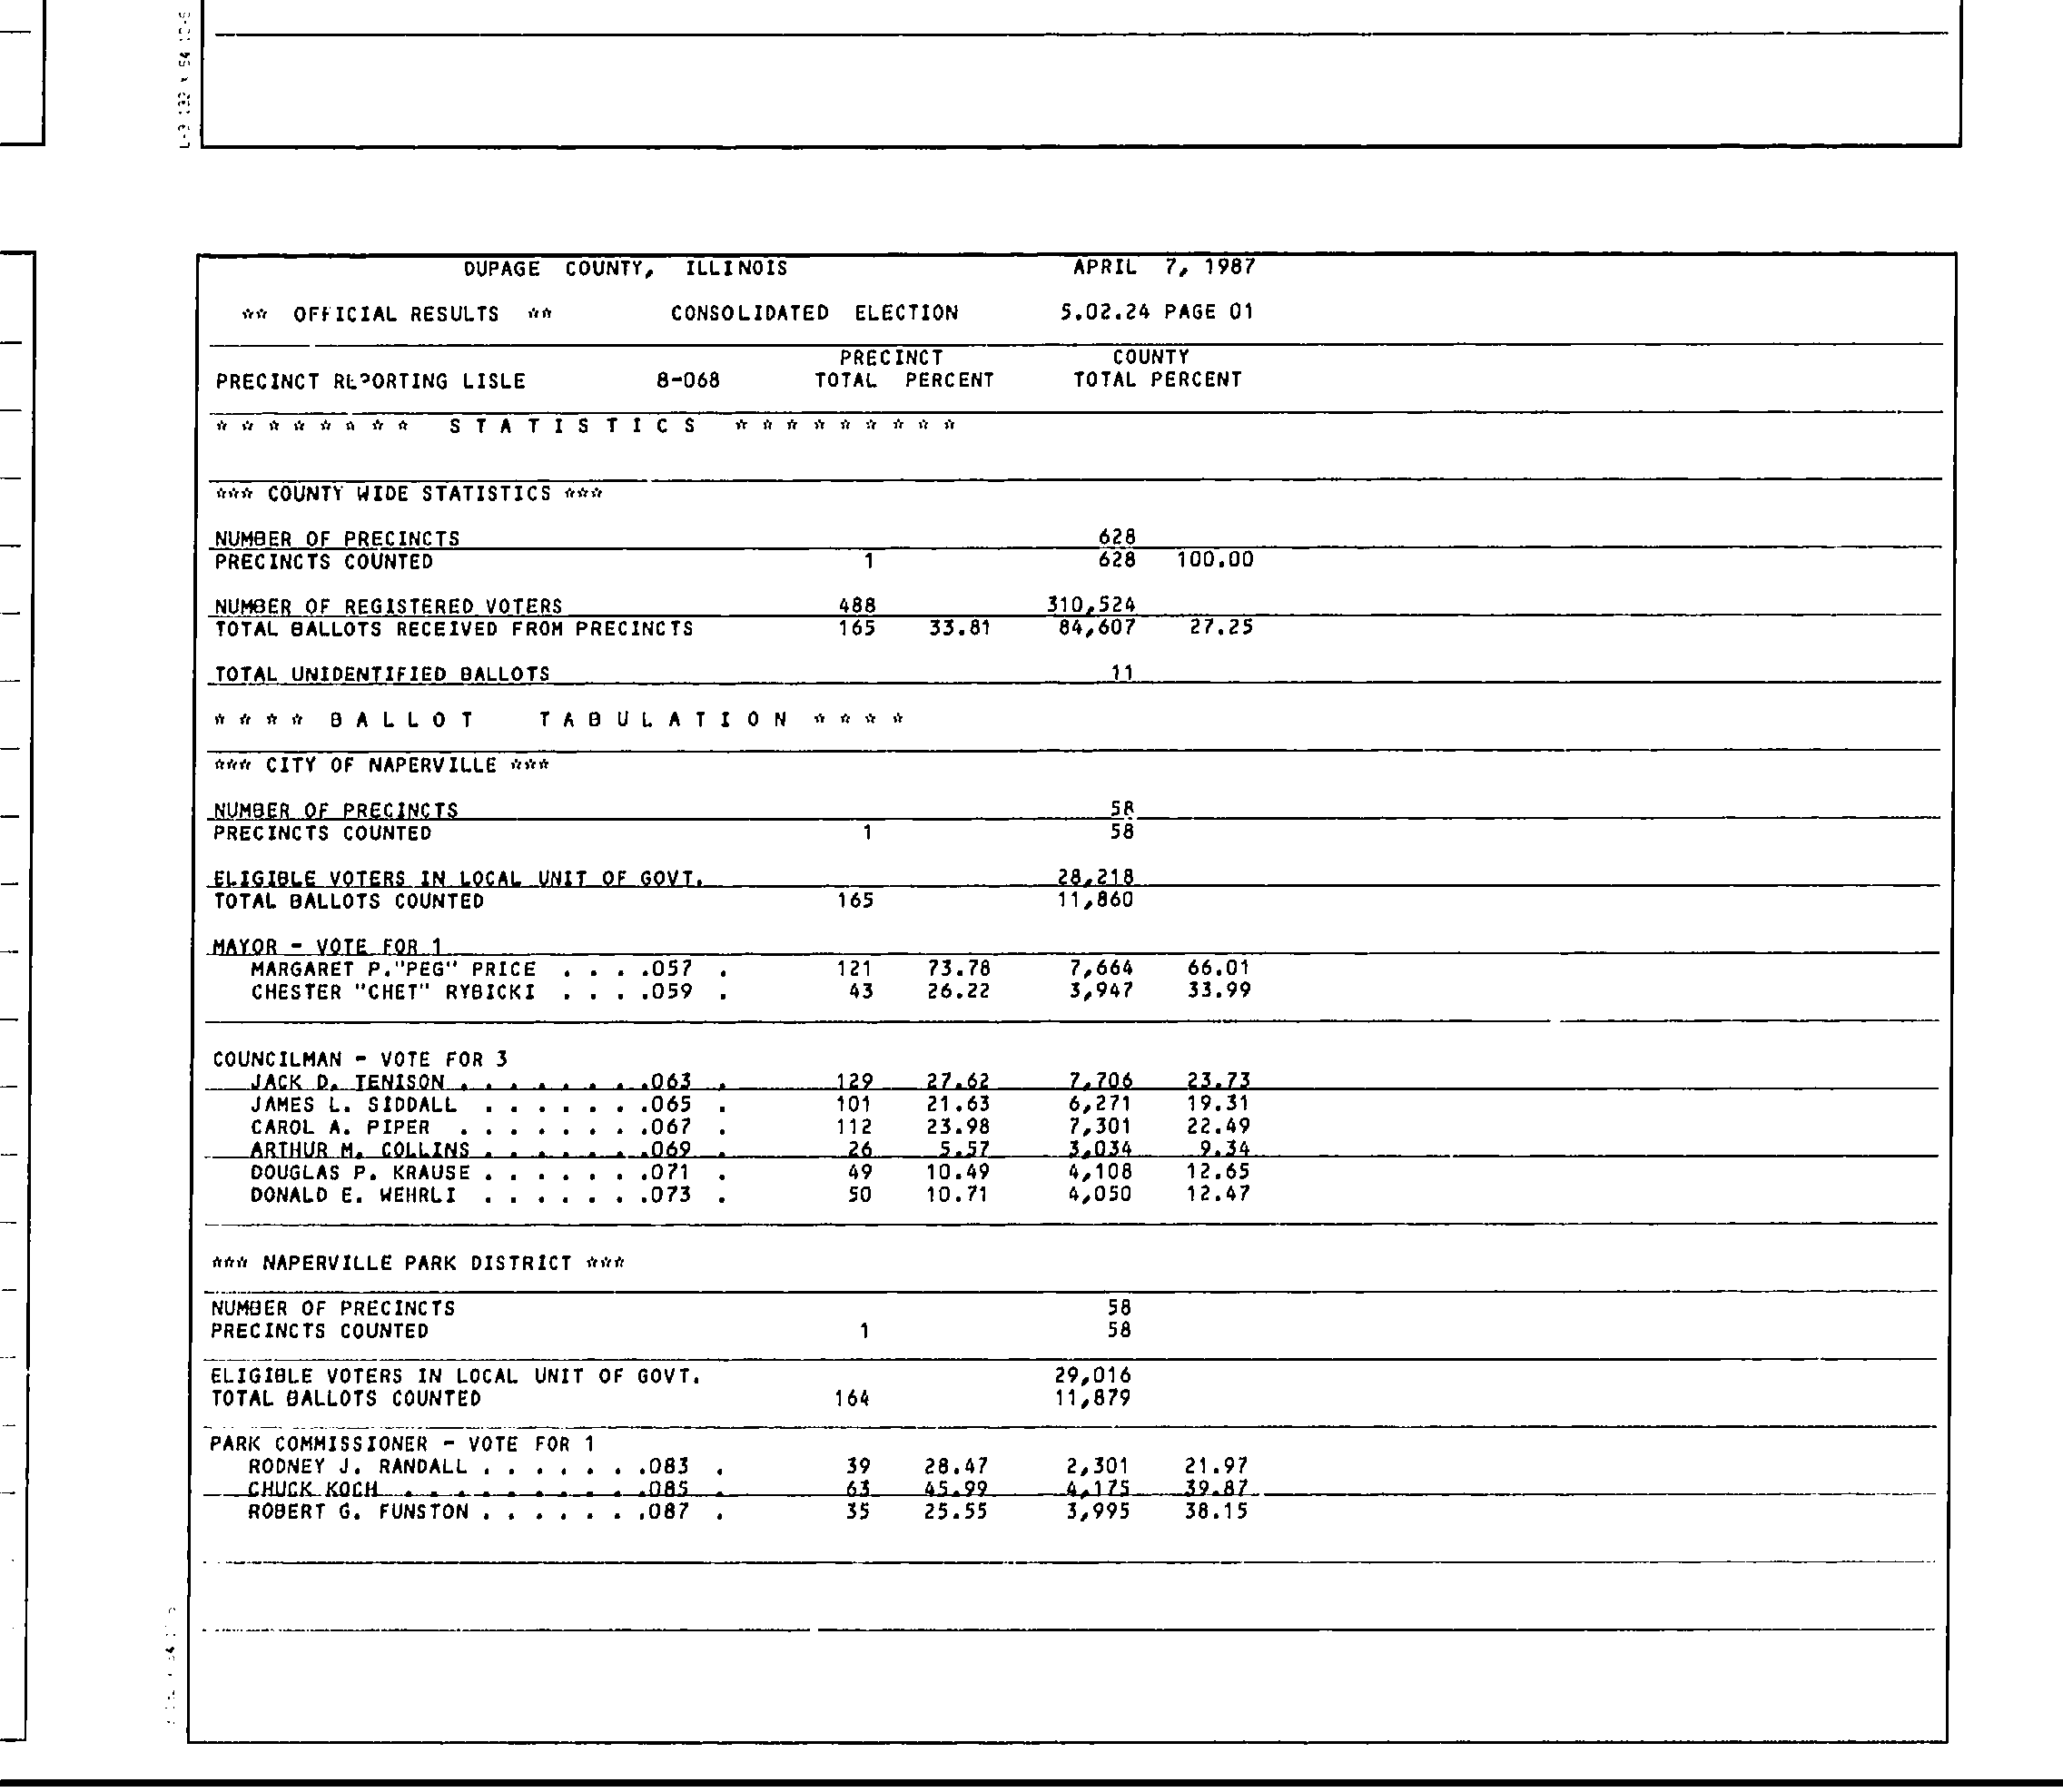 DUPAGE COUNTY, ILLINOIS APRIL 7, 1987
** OFFICIAL RESULTS ** CONSOLIDATED ELECTION 5.02.24 PAGE 01
PRECINCT COUNTY
PRECINCT REPORTING LISLE 8-068 TOTAL PERCENT TOTAL PERCENT
* * * * * * * * S T A T I S T I C S * * * * * * * * *
*** COUNTY WIDE STATISTICS ***
NUMBER OF PRECINCTS 628
PRECINCTS COUNTED 1 628 100.00
NUMBER OF REGISTERED VOTERS 488 310,524
TOTAL BALLOTS RECEIVED FROM PRECINCTS 165 33.81 84,607 27.25
TOTAL UNIDENTIFIED BALLOTS 11
* * * * B A L L O T T A B U L A T I O N * * * *
*** CITY OF NAPERVILLE ***
NUMBER OF PRECINCTS 58
PRECINCTS COUNTED 1 58
ELIGIBLE VOTERS IN LOCAL UNIT OF GOVT. 28,218
TOTAL BALLOTS COUNTED 165 11,860
MAYOR - VOTE FOR 1
MARGARET P."PEG" PRICE . . . .057 . 121 73.78 7,664 66.01
CHESTER "CHET" RYBICKI . . . .059 . 43 26.22 3,947 33.99
COUNCILMAN - VOTE FOR 3
JACK D. TENISON . . . . . . . .063 . 129 27.62 7,706 23.73
JAMES L. SIDDALL . . . . . . .065 . 101 21.63 6,271 19.31
CAROL A. PIPER . . . . . . . .067 . 112 23.98 7,301 22.49
ARTHUR M. COLLINS . . . . . . .069 . 26 5.57 3,034 9.34
DOUGLAS P. KRAUSE . . . . . . .071 . 49 10.49 4,108 12.65
DONALD E. WEHRLI . . . . . . .073 . 50 10.71 4,050 12.47
*** NAPERVILLE PARK DISTRICT ***
NUMBER OF PRECINCTS 58
PRECINCTS COUNTED 1 58
ELIGIBLE VOTERS IN LOCAL UNIT OF GOVT. 29,016
TOTAL BALLOTS COUNTED 164 11,879
PARK COMMISSIONER - VOTE FOR 1
RODNEY J. RANDALL . . . . . . .083 . 39 28.47 2,301 21.97
CHUCK KOCH . . . . . . . . . .085 . 63 45.99 4,175 39.87
ROBERT G. FUNSTON . . . . . . .087 . 35 25.55 3,995 38.15